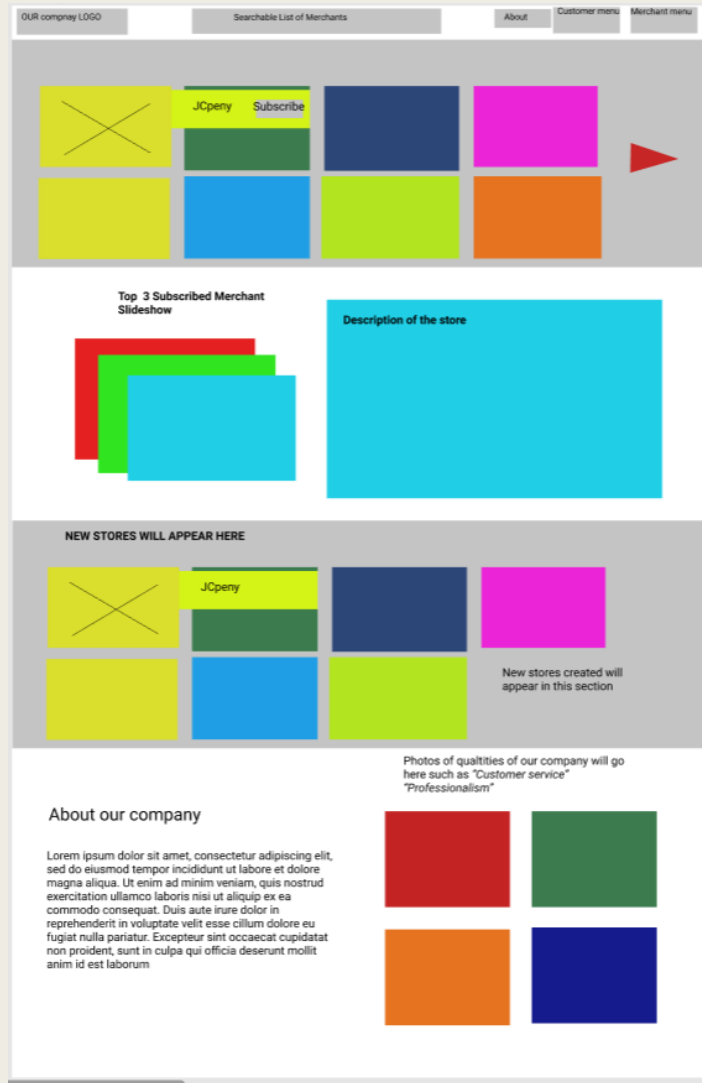 OUR compnay LOGO
Searchable List of Merchants
About
Customer menu
Merchant menu
JCpeny
Subscribe
Top 3 Subscribed Merchant
Slideshow
Description of the store
NEW STORES WILL APPEAR HERE
JCpeny
New stores created will
appear in this section
Photos of qualtities of our company will go
here such as "Customer service"
"Professionalism"
About our company
Lorem ipsum dolor sit amet, consectetur adipiscing elit,
sed do eiusmod tempor incididunt ut labore et dolore
magna aliqua. Ut enim ad minim veniam, quis nostrud
exercitation ullamco laboris nisi ut aliquip ex ea
commodo consequat. Duis aute irure dolor in
reprehenderit in voluptate velit esse cillum dolore eu
fugiat nulla pariatur. Excepteur sint occaecat cupidatat
non proident, sunt in culpa qui officia deserunt mollit
anim id est laborum